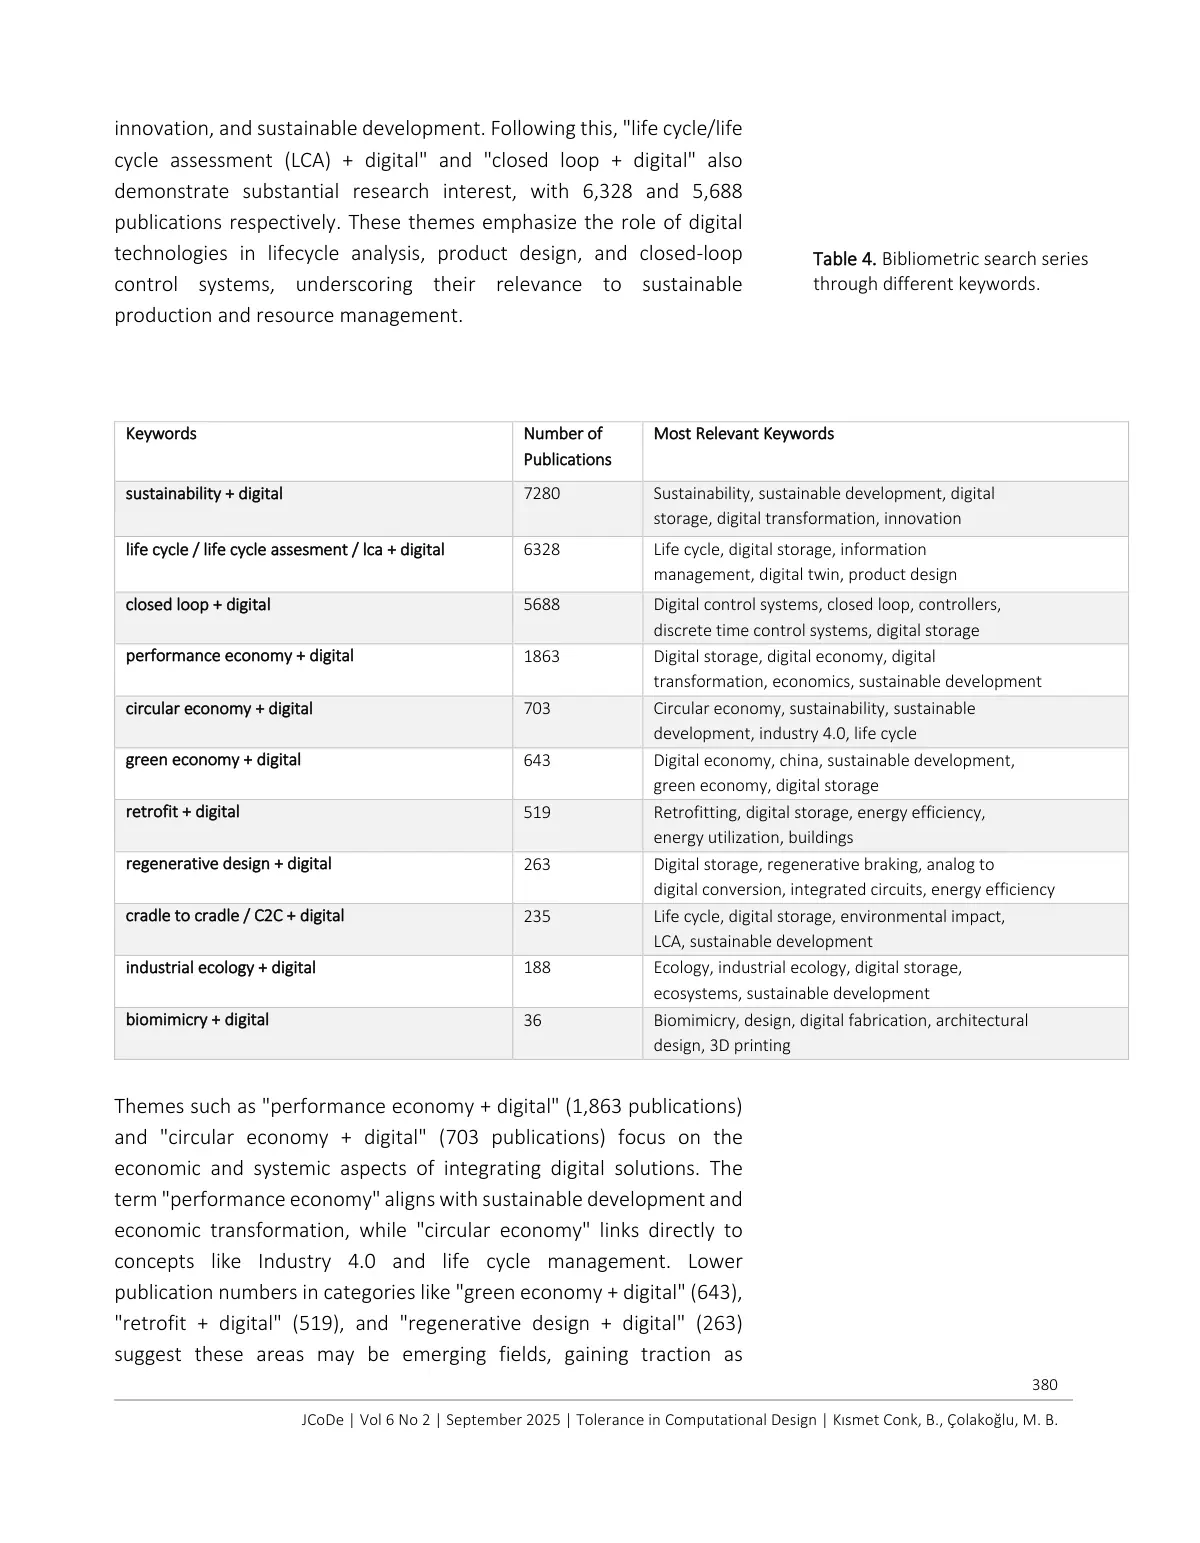 innovation, and sustainable development. Following this, "life cycle/life
cycle assessment (LCA) + digital" and "closed loop + digital" also
demonstrate substantial research interest, with 6,328 and 5,688
publications respectively. These themes emphasize the role of digital
technologies in lifecycle analysis, product design, and closed-loop
control systems, underscoring their relevance to sustainable
production and resource management.
Table 4. Bibliometric search series
through different keywords.
Keywords
Number of
Publications
Most Relevant Keywords
sustainability + digital
7280
Sustainability, sustainable development, digital
storage, digital transformation, innovation
life cycle / life cycle assesment / lca + digital
6328
Life cycle, digital storage, information
management, digital twin, product design
closed loop + digital
5688
Digital control systems, closed loop, controllers,
discrete time control systems, digital storage
performance economy + digital
1863
Digital storage, digital economy, digital
transformation, economics, sustainable development
circular economy + digital
703
Circular economy, sustainability, sustainable
development, industry 4.0, life cycle
green economy + digital
643
Digital economy, china, sustainable development,
green economy, digital storage
retrofit + digital
519
Retrofitting, digital storage, energy efficiency,
energy utilization, buildings
regenerative design + digital
263
Digital storage, regenerative braking, analog to
digital conversion, integrated circuits, energy efficiency
cradle to cradle / C2C + digital
235
Life cycle, digital storage, environmental impact,
LCA, sustainable development
industrial ecology + digital
188
Ecology, industrial ecology, digital storage,
ecosystems, sustainable development
biomimicry + digital
36
Biomimicry, design, digital fabrication, architectural
design, 3D printing
Themes such as "performance economy + digital" (1,863 publications)
and "circular economy + digital" (703 publications) focus on the
economic and systemic aspects of integrating digital solutions. The
term "performance economy" aligns with sustainable development and
economic transformation, while "circular economy" links directly to
concepts like Industry 4.0 and life cycle management. Lower
publication numbers in categories like "green economy + digital" (643),
"retrofit + digital" (519), and "regenerative design + digital" (263)
suggest these areas may be emerging fields, gaining traction as
380
JCoDe | Vol 6 No 2 | September 2025 | Tolerance in Computational Design | Kısmet Conk, B., Çolakoğlu, M. B.